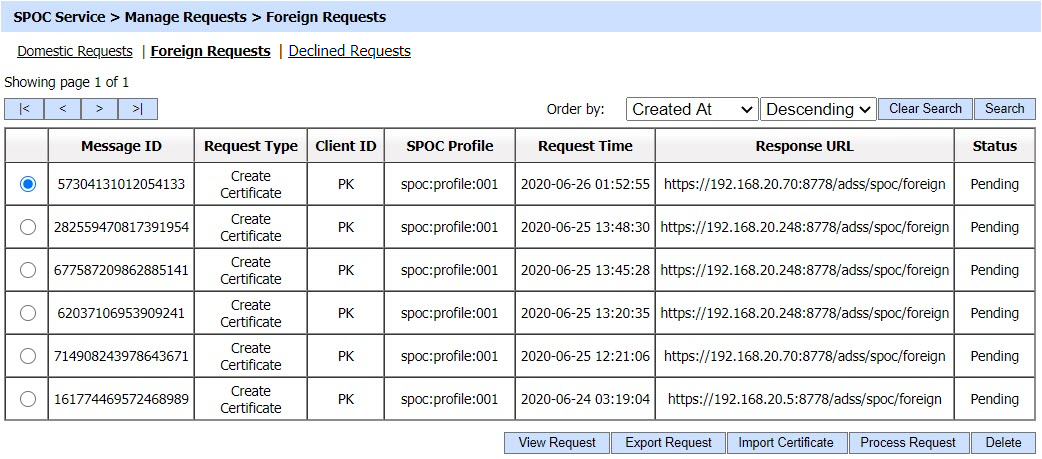 SPOC Service > Manage Requests > Foreign Requests
Domestic Requests | Foreign Requests | Declined Requests
Showing page 1 of 1
|< < > >| Order by: Created At Descending Clear Search Search
Message ID Request Type Client ID SPOC Profile Request Time Response URL Status
57304131012054133 Create Certificate PK spoc:profile:001 2020-06-26 01:52:55 https://192.168.20.70:8778/adss/spoc/foreign Pending
282559470817391954 Create Certificate PK spoc:profile:001 2020-06-25 13:48:30 https://192.168.20.248:8778/adss/spoc/foreign Pending
677587209862885141 Create Certificate PK spoc:profile:001 2020-06-25 13:45:28 https://192.168.20.248:8778/adss/spoc/foreign Pending
62037106953909241 Create Certificate PK spoc:profile:001 2020-06-25 13:20:35 https://192.168.20.248:8778/adss/spoc/foreign Pending
714908243978643671 Create Certificate PK spoc:profile:001 2020-06-25 12:21:06 https://192.168.20.70:8778/adss/spoc/foreign Pending
161774469572468989 Create Certificate PK spoc:profile:001 2020-06-24 03:19:04 https://192.168.20.5:8778/adss/spoc/foreign Pending
View Request Export Request Import Certificate Process Request Delete